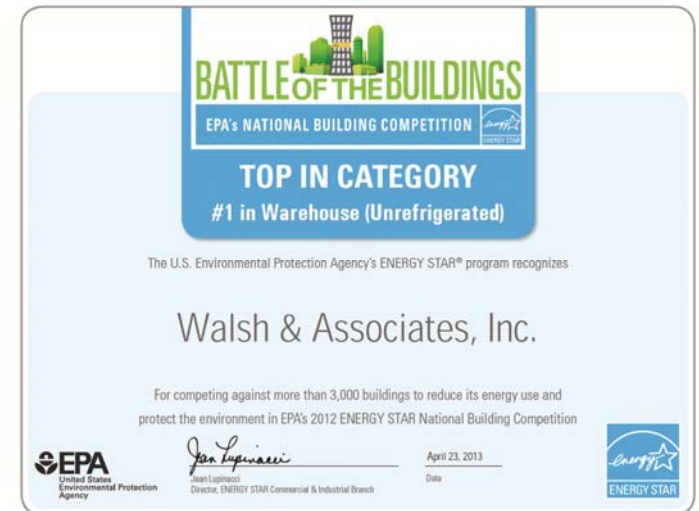 BATTLE OF THE BUILDINGS
EPA's NATIONAL BUILDING COMPETITION
energy
ENERGY STAR
TOP IN CATEGORY
#1 in Warehouse (Unrefrigerated)
The U.S. Environmental Protection Agency's ENERGY STAR® program recognizes
Walsh & Associates, Inc.
For competing against more than 3,000 buildings to reduce its energy use and
protect the environment in EPA's 2012 ENERGY STAR National Building Competition
EPA
United States
Environmental Protection
Agency
Jean Lupinacci
Jean Lupinacci
Director, ENERGY STAR Commercial & Industrial Branch
April 23, 2013
Date
energy
ENERGY STAR